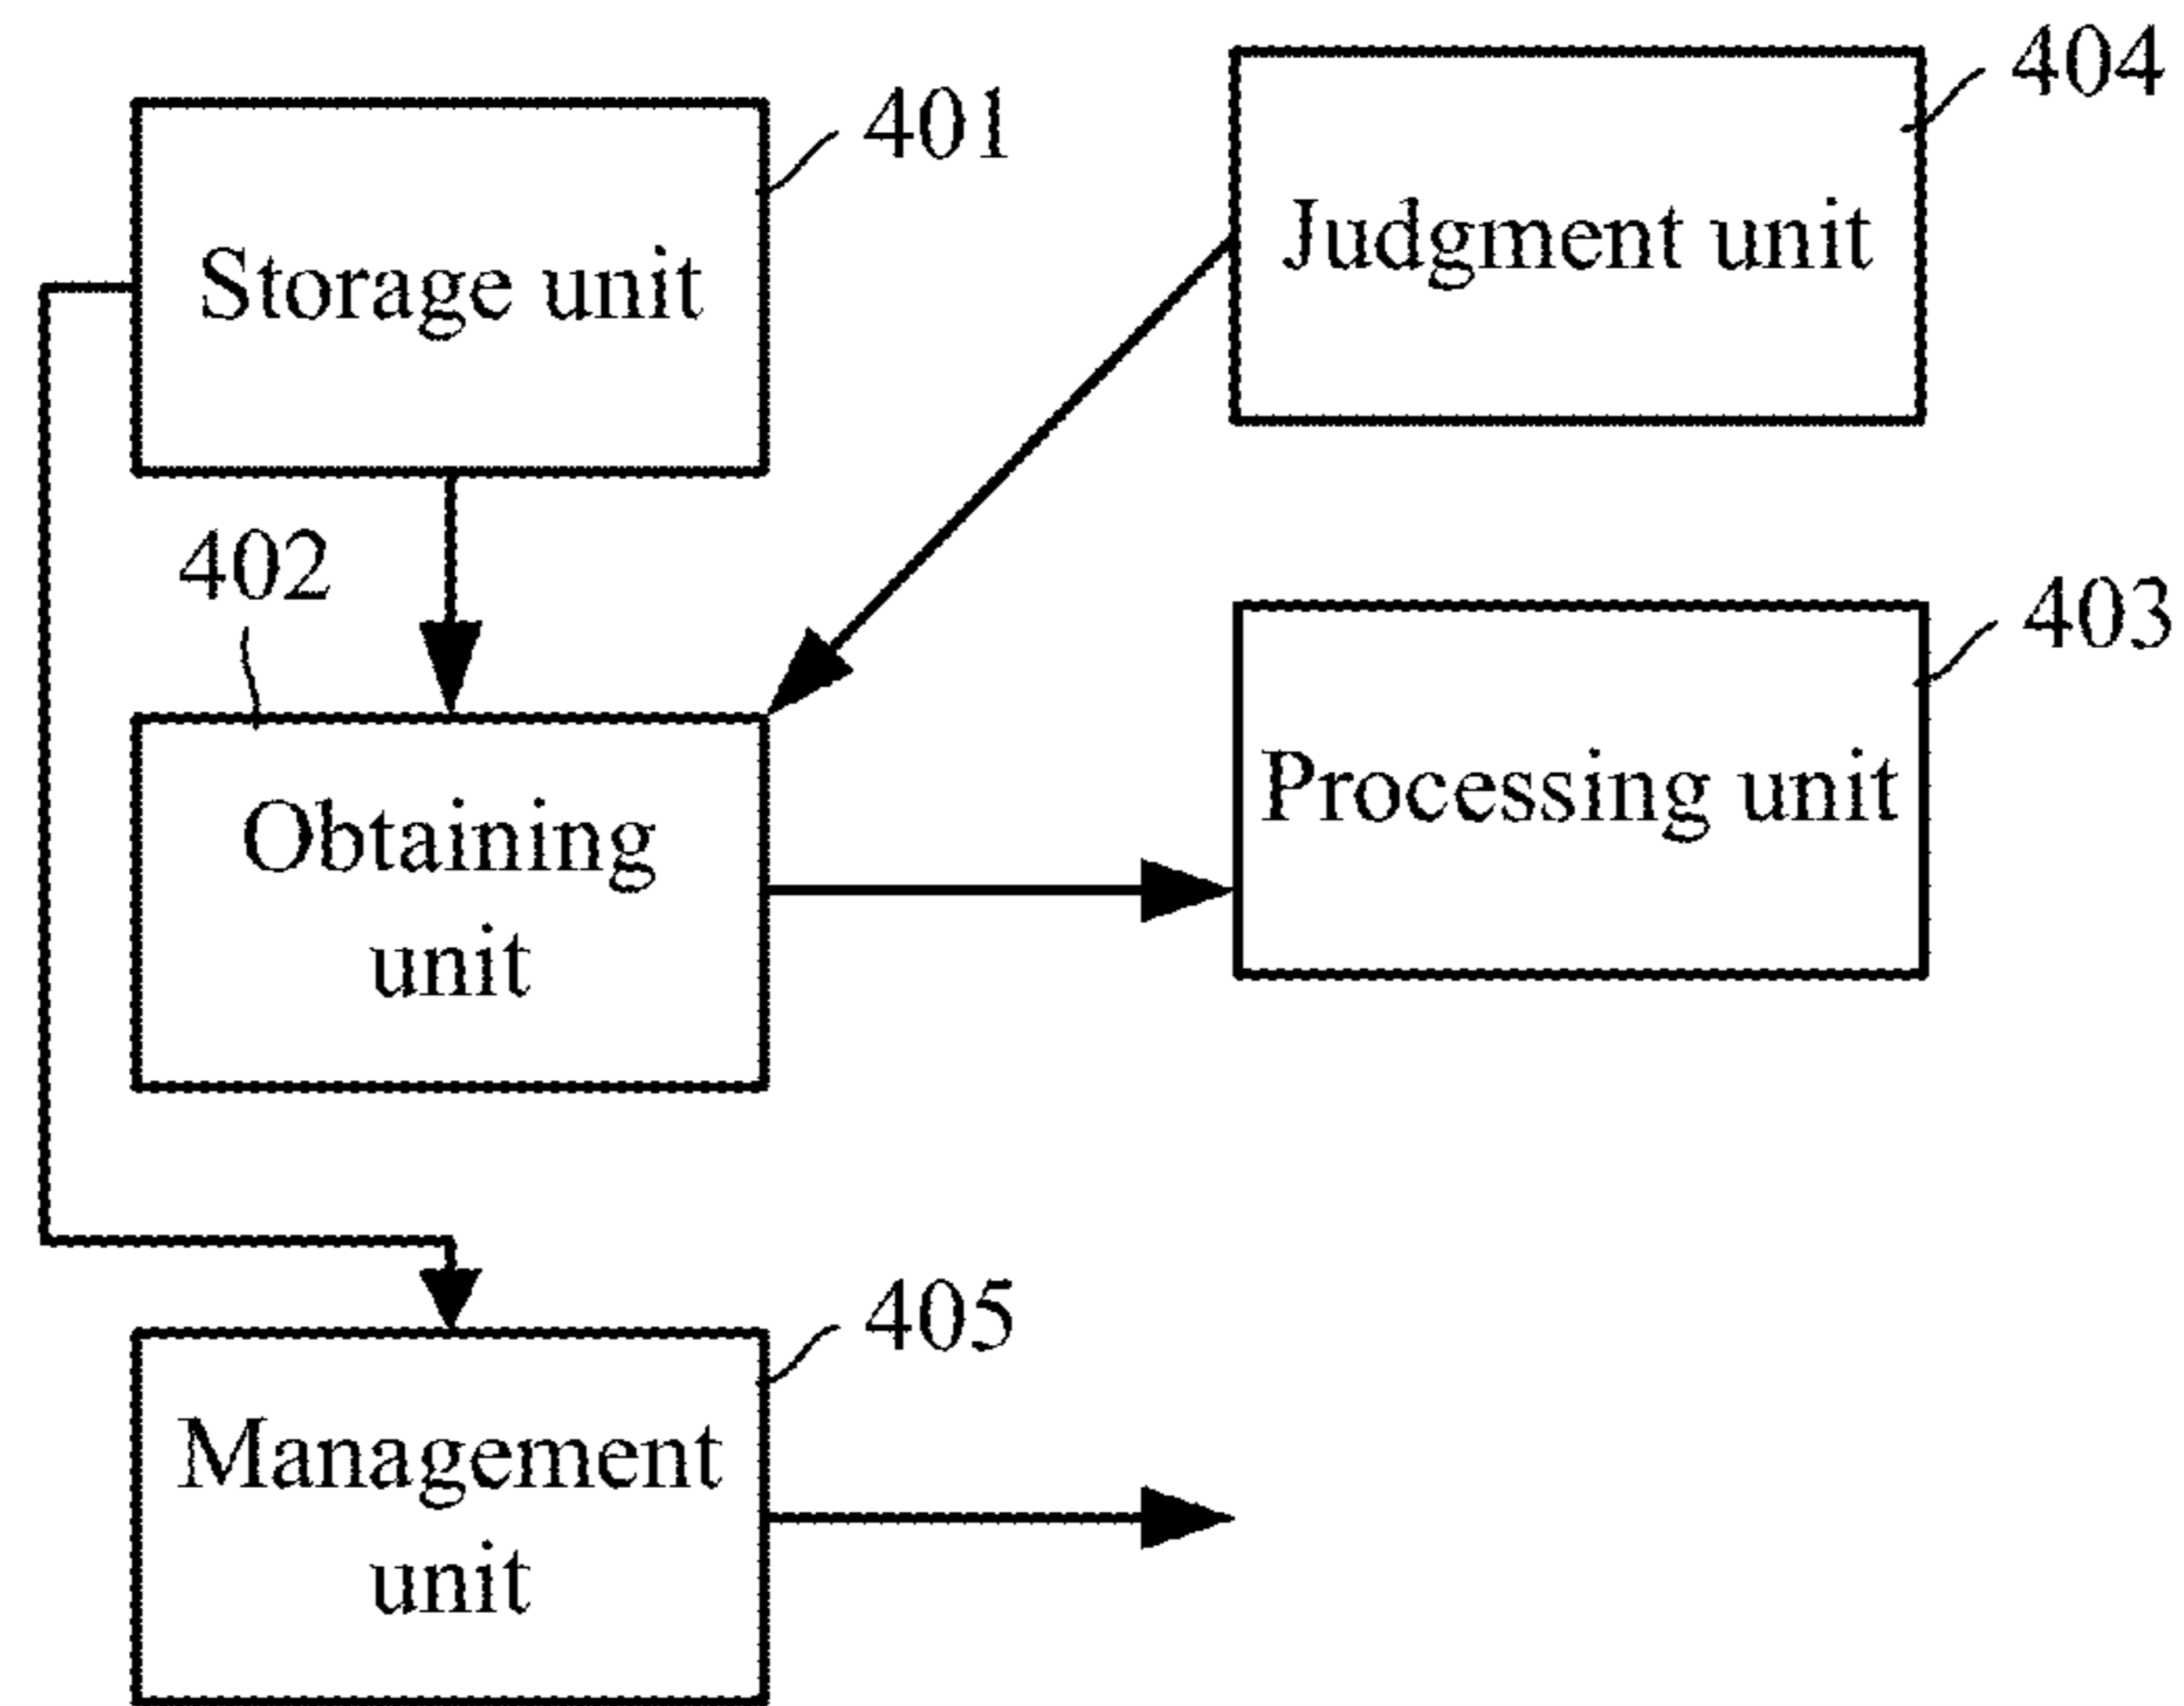 404
401
Judgment unit
Storage unit
402
403
Processing unit
Obtaining
unit
405
Management
unit